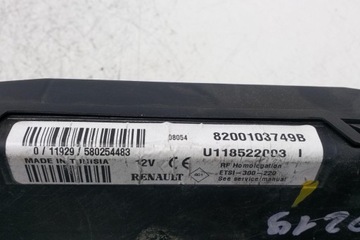 08054
8200103749B
0 / 11929 / 580254483
U118522003 I
MADE IN TUNISIA
12V CE
RF Homologation
RENAULT
ETSI-300-220
See service manual